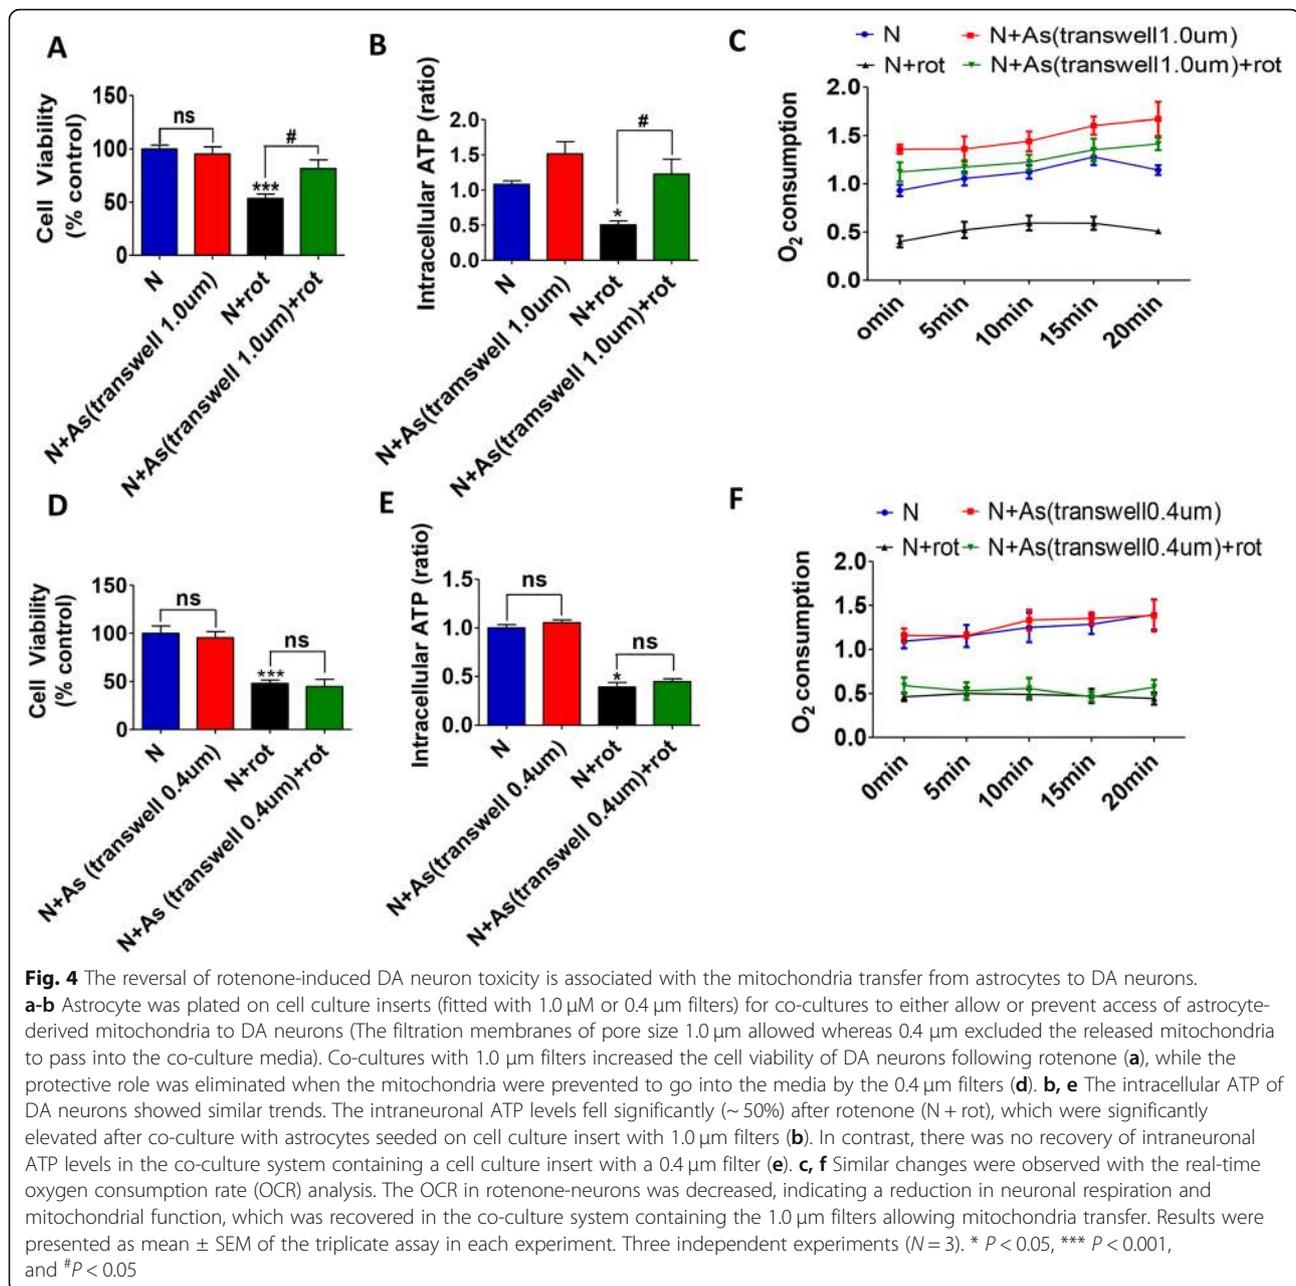 A
Cell Viability
(% control)
150
100
50
0
ns
***
#
N
N+As(transwell 1.0um)
N+rot
N+As(transwell 1.0um)+rot
B
Intracellular ATP (ratio)
2.0
1.5
1.0
0.5
0.0
*
#
N
N+As(tramswell 1.0um)
N+rot
N+As(tramswell 1.0um)+rot
C
N
N+As(transwell1.0um)
N+rot
N+As(transwell1.0um)+rot
O2 consumption
2.0
1.5
1.0
0.5
0.0
omin
5min
10min
15min
20min
D
Cell Viability
(% control)
150
100
50
0
ns
***
ns
N
N+As (transwell 0.4um)
N+rot
N+As (transwell 0.4um)+rot
E
Intracellular ATP (ratio)
1.5
1.0
0.5
0.0
ns
*
ns
N
N+As(transwell 0.4um)
N+rot
N+As(transwell 0.4um)+rot
F
N
N+As(transwell0.4um)
N+rot
N+As(transwell0.4um)+rot
O2 consumption
2.0
1.5
1.0
0.5
0.0
0min
5min
10min
15min
20min
Fig. 4 The reversal of rotenone-induced DA neuron toxicity is associated with the mitochondria transfer from astrocytes to DA neurons.
a-b Astrocyte was plated on cell culture inserts (fitted with 1.0 μM or 0.4 μm filters) for co-cultures to either allow or prevent access of astrocyte-
derived mitochondria to DA neurons (The filtration membranes of pore size 1.0 μm allowed whereas 0.4 μm excluded the released mitochondria
to pass into the co-culture media). Co-cultures with 1.0 μm filters increased the cell viability of DA neurons following rotenone (a), while the
protective role was eliminated when the mitochondria were prevented to go into the media by the 0.4 μm filters (d). b, e The intracellular ATP of
DA neurons showed similar trends. The intraneuronal ATP levels fell significantly (~ 50%) after rotenone (N + rot), which were significantly
elevated after co-culture with astrocytes seeded on cell culture insert with 1.0 μm filters (b). In contrast, there was no recovery of intraneuronal
ATP levels in the co-culture system containing a cell culture insert with a 0.4 μm filter (e). c, f Similar changes were observed with the real-time
oxygen consumption rate (OCR) analysis. The OCR in rotenone-neurons was decreased, indicating a reduction in neuronal respiration and
mitochondrial function, which was recovered in the co-culture system containing the 1.0 μm filters allowing mitochondria transfer. Results were
presented as mean ± SEM of the triplicate assay in each experiment. Three independent experiments (N = 3). * P < 0.05, *** P < 0.001,
and #P < 0.05